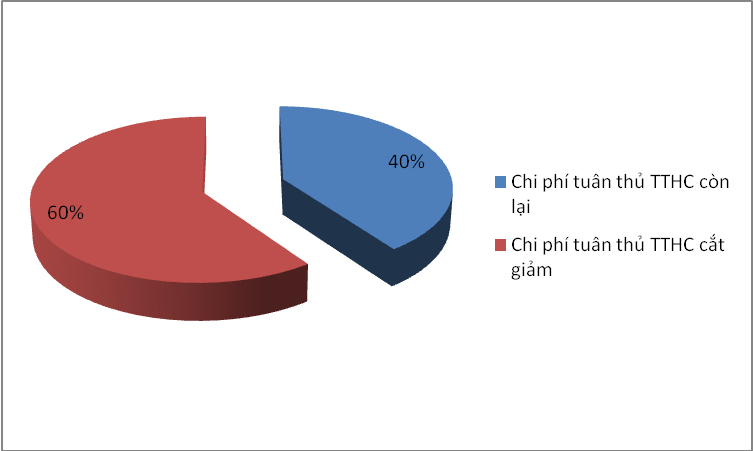 40%
60%
Chi phí tuân thủ TTHC còn
lại
Chi phí tuân thủ TTHC cắt
giảm